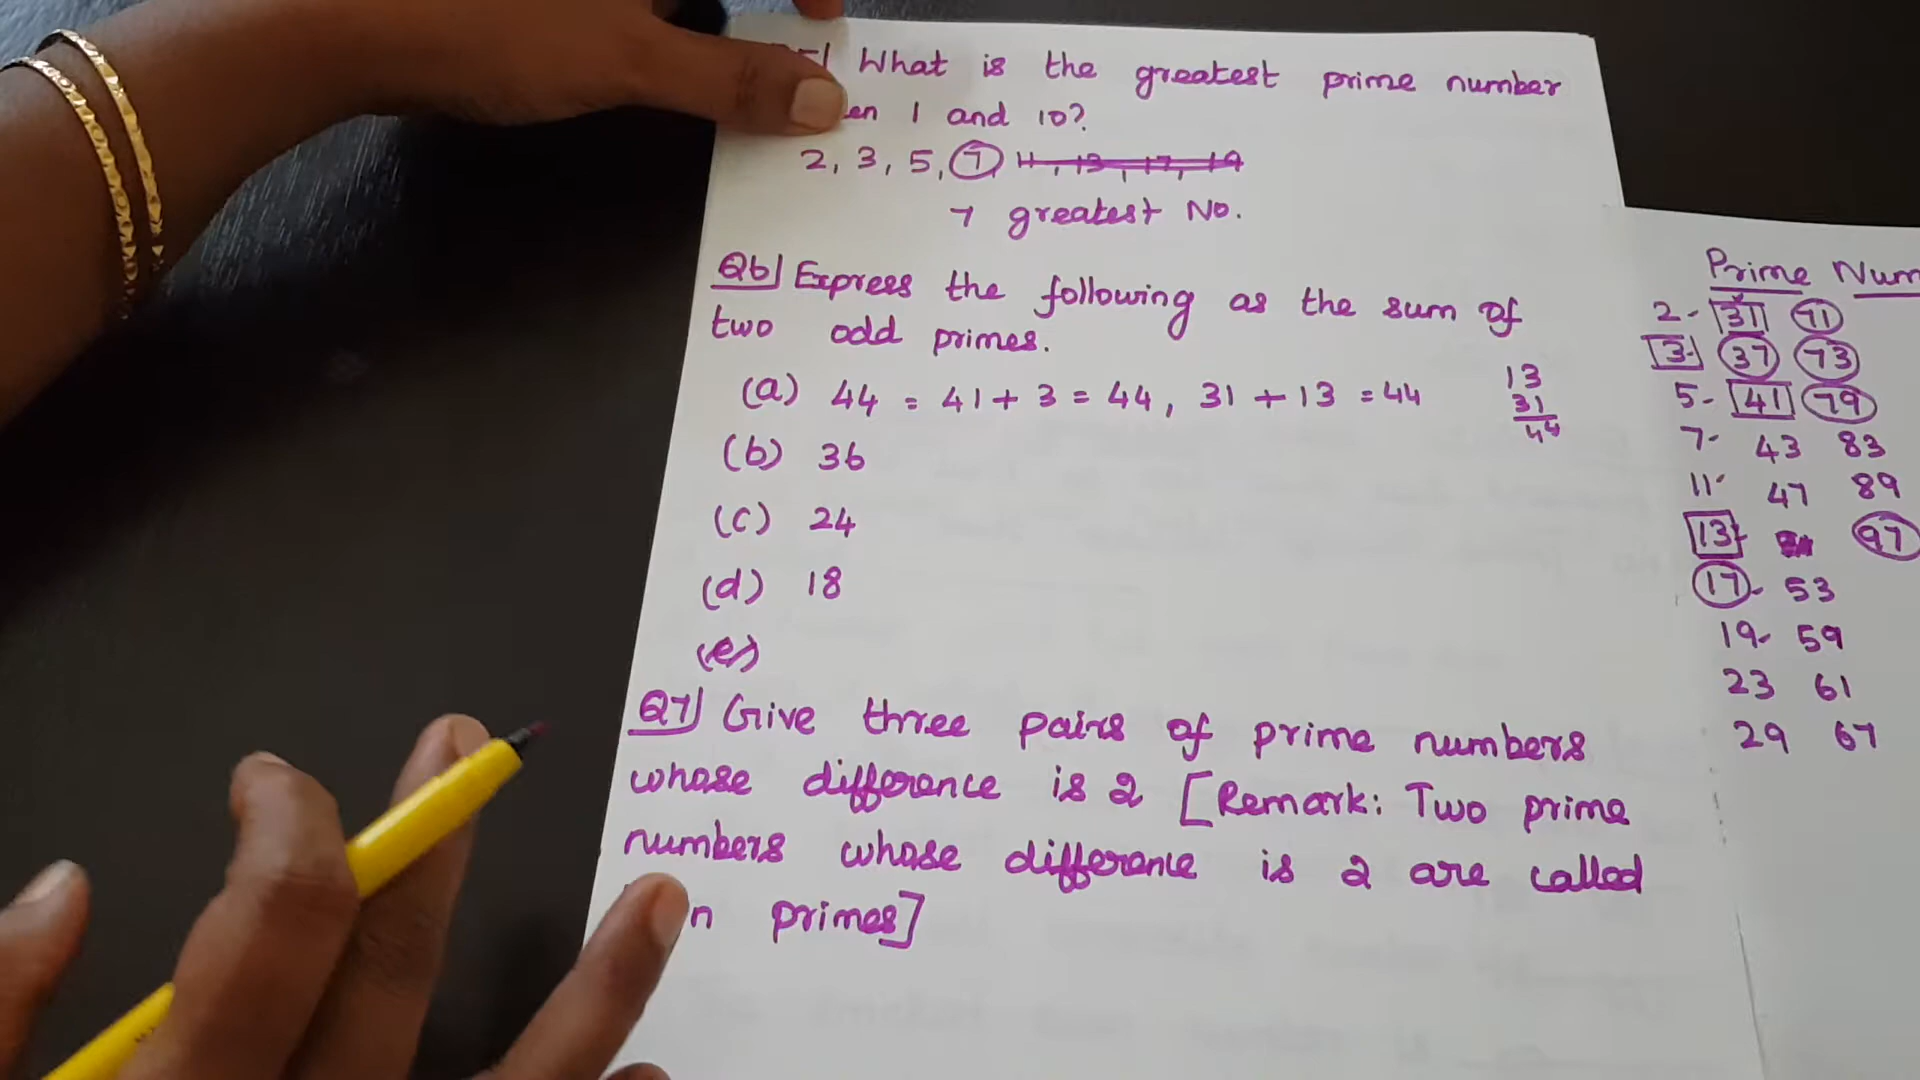 What is the greatest prime number
en 1 and 10?
2, 3, 5, 7 11, 13, 17, 19
7 greatest No.
Q6) Express the following as the sum of
two odd primes.
(a) 44 = 41 + 3 = 44, 31 + 13 = 44
13
31
44
(b) 36
(c) 24
(d) 18
(e)
Q7) Give three pairs of prime numbers
whose difference is 2 [Remark: Two prime
numbers whose difference is 2 are called
n primes]
Prime Num
2- 31 71
3- 37 73
5- 41 79
7- 43 83
11- 47 89
13- 97
17- 53
19- 59
23 61
29 67